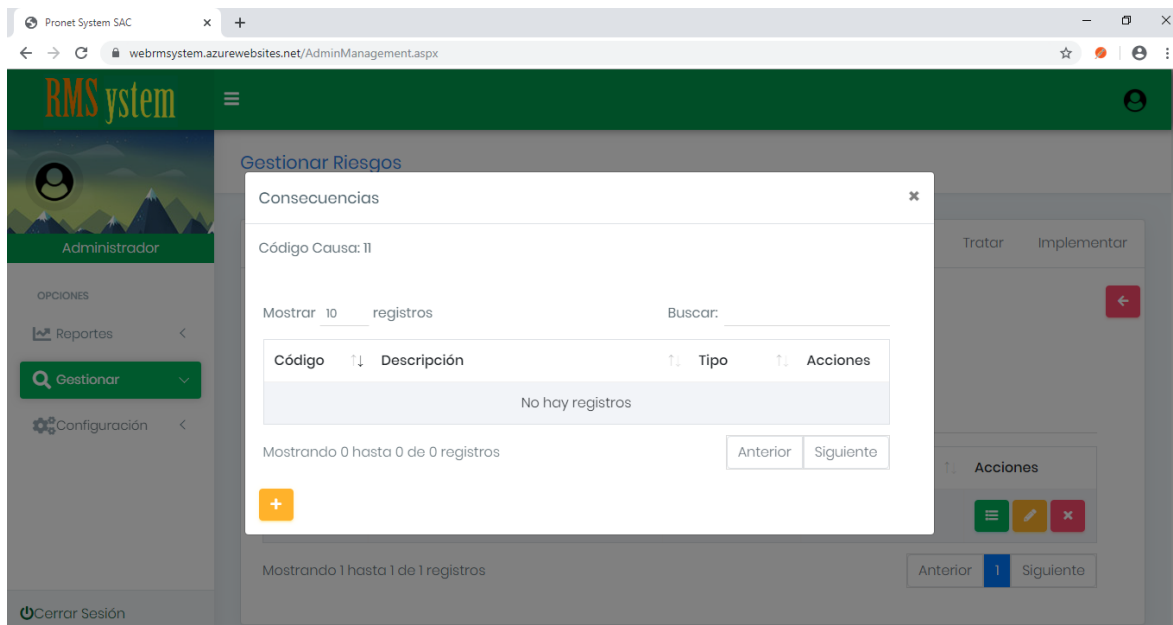 Pronet System SAC
webrmsystem.azurewebsites.net/AdminManagement.aspx
RMSystem
Gestionar Riesgos
Consecuencias
Administrador
Código Causa: 11
Tratar Implementar
OPCIONES
Mostrar 10 registros Buscar:
Reportes
Código Descripción Tipo Acciones
Gestionar
No hay registros
Configuración
Mostrando 0 hasta 0 de 0 registros Anterior Siguiente
Acciones
Mostrando 1 hasta 1 de 1 registros Anterior 1 Siguiente
Cerrar Sesión